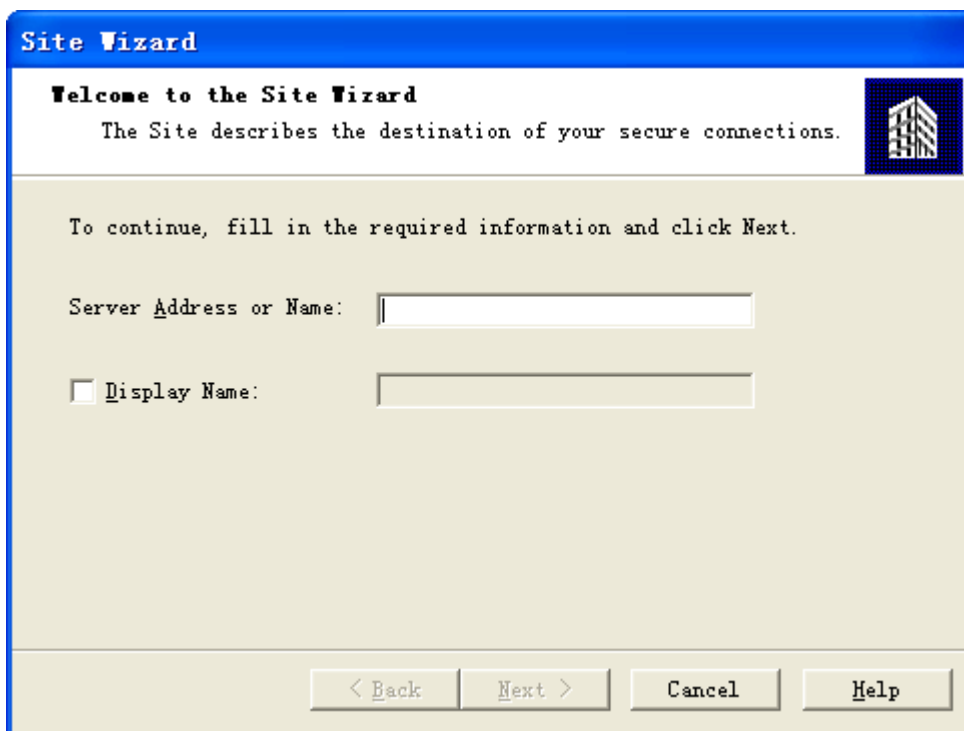 Site Wizard
Welcome to the Site Wizard
The Site describes the destination of your secure connections.
To continue, fill in the required information and click Next.
Server Address or Name:
Display Name:
< Back Next > Cancel Help